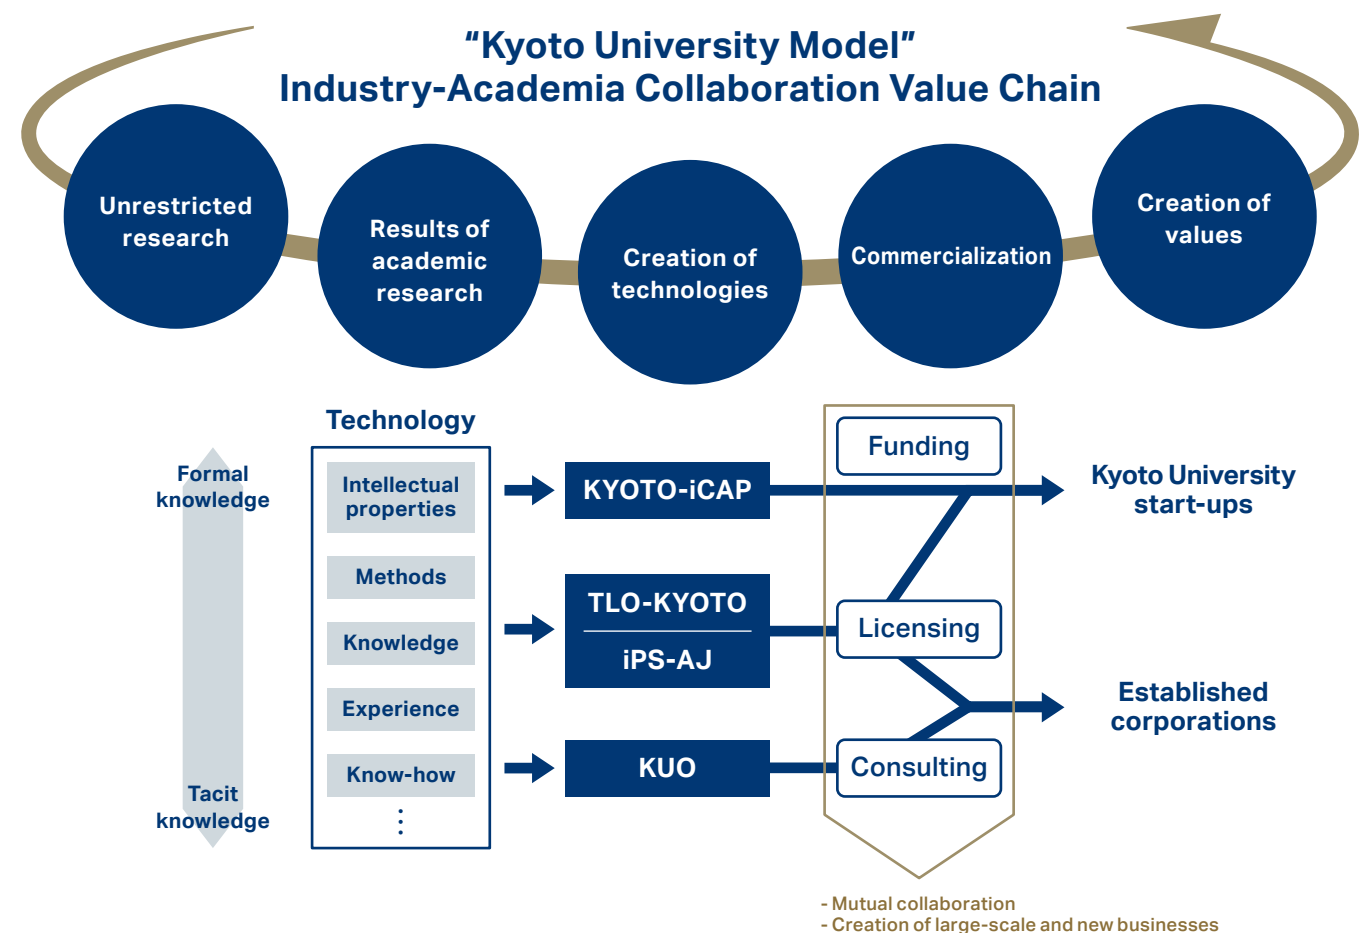 “Kyoto University Model”
Industry-Academia Collaboration Value Chain
Unrestricted
research
Results of
academic
research
Creation of
technologies
Commercialization
Creation of
values
Technology
Formal
knowledge
Tacit
knowledge
Intellectual
properties
Methods
Knowledge
Experience
Know-how
⋮
KYOTO-iCAP
TLO-KYOTO
iPS-AJ
KUO
Funding
Licensing
Consulting
Kyoto University
start-ups
Established
corporations
- Mutual collaboration
- Creation of large-scale and new businesses